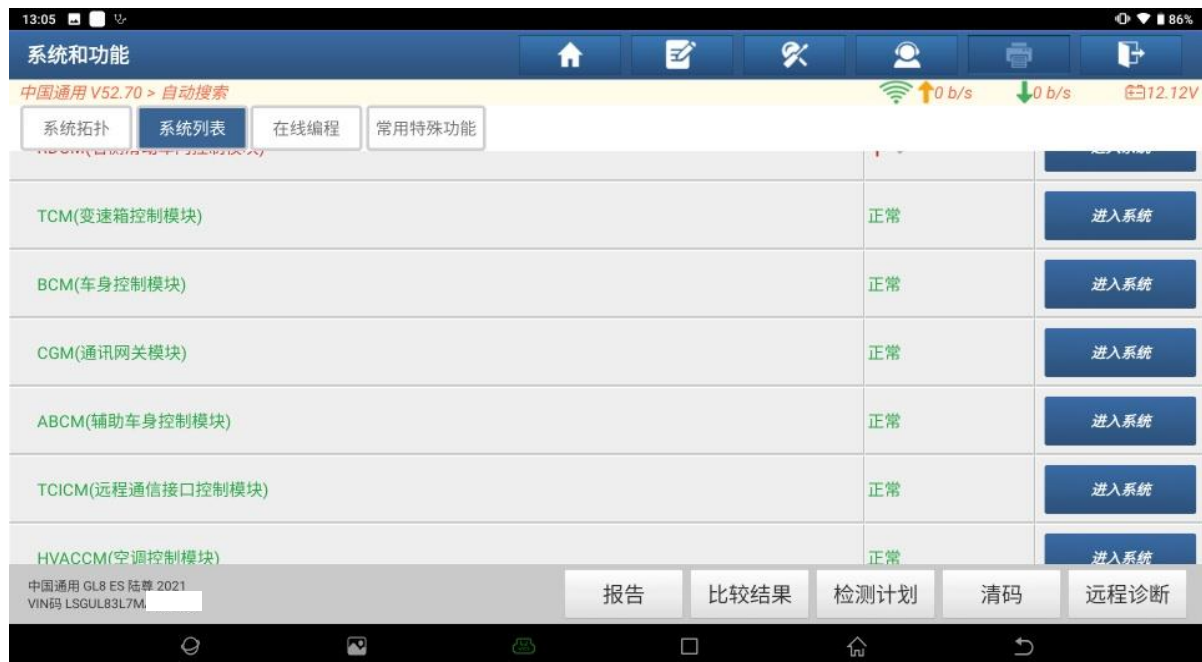 13:05 86%
系统和功能
中国通用 V52.70 > 自动搜索 0 b/s 0 b/s 12.12V
系统拓扑 系统列表 在线编程 常用特殊功能
TCM(变速箱控制模块) 正常 进入系统
BCM(车身控制模块) 正常 进入系统
CGM(通讯网关模块) 正常 进入系统
ABCM(辅助车身控制模块) 正常 进入系统
TCICM(远程通信接口控制模块) 正常 进入系统
HVACCM(空调控制模块) 正常 进入系统
中国通用 GL8 ES 陆尊 2021
VIN码 LSGUL83L7M
报告 比较结果 检测计划 清码 远程诊断